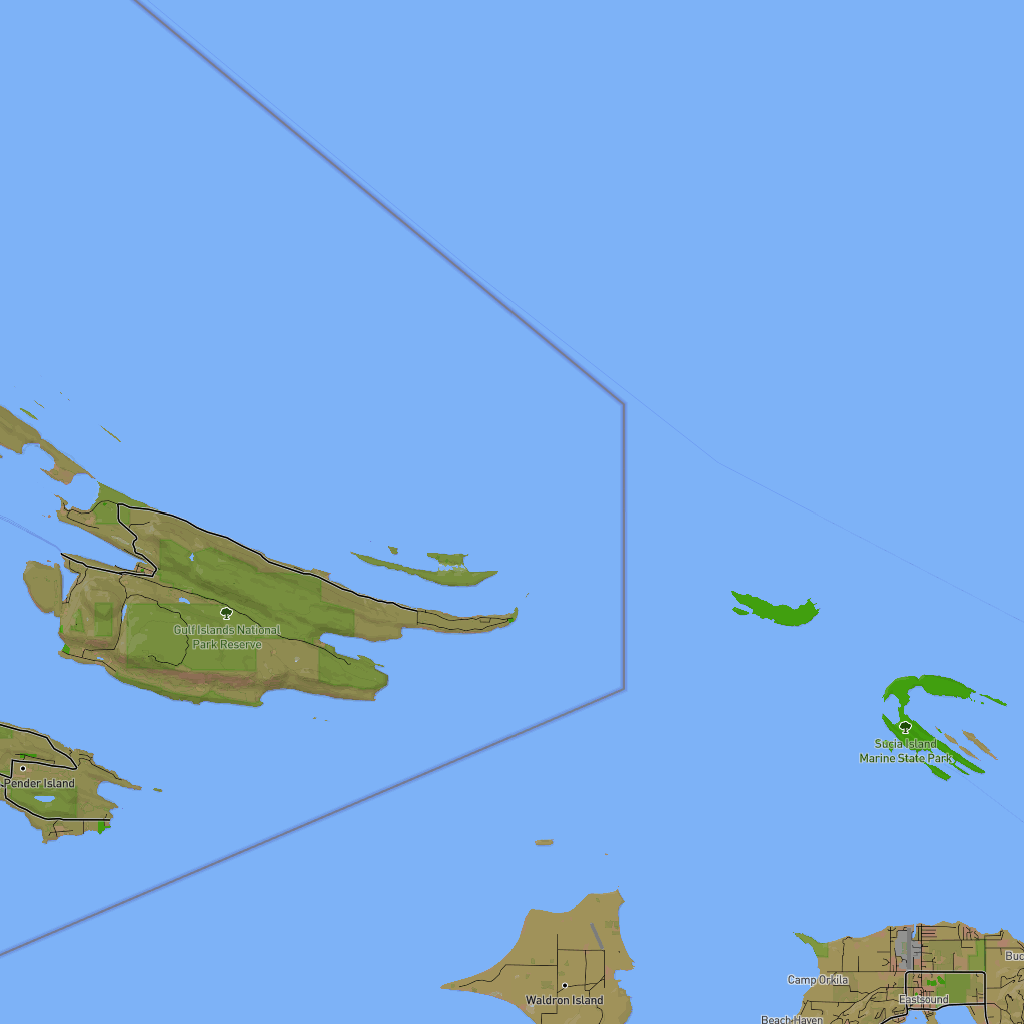 Gulf Islands National
Park Reserve
Sucia Island
Marine State Park
Pender Island
Buc
Camp Orkila
Waldron Island
Eastsound
Beach Haven